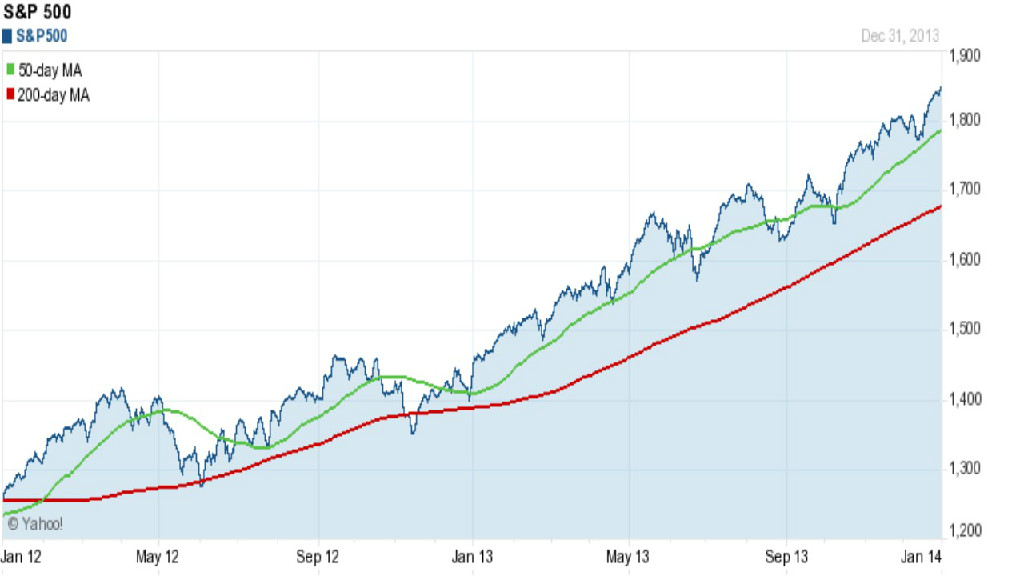 S&P 500
S&P500
Dec 31, 2013
50-day MA
200-day MA
1,900
1,800
1,700
1,600
1,500
1,400
1,300
1,200
© Yahoo!
Jan 12 May 12 Sep 12 Jan 13 May 13 Sep 13 Jan 14